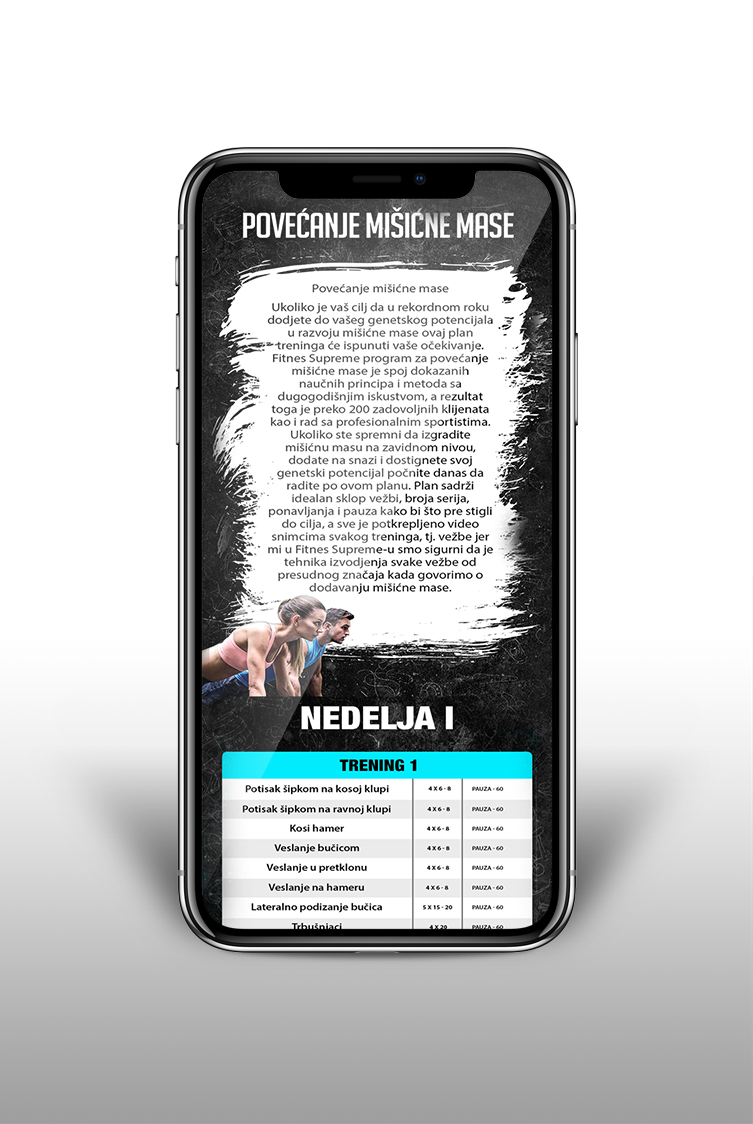 POVEĆANJE MIŠIĆNE MASE
Povećanje mišićne mase
Ukoliko je vaš cilj da u rekordnom roku
dodjete do vašeg genetskog potencijala
u razvoju mišićne mase ovaj plan
treninga će ispunuti vaše očekivanje.
Fitnes Supreme program za povećanje
mišićne mase je spoj dokazanih
naučnih principa i metoda sa
dugogodišnjim iskustvom, a rezultat
toga je preko 200 zadovoljnih klijenata
kao i rad sa profesionalnim sportistima.
Ukoliko ste spremni da izgradite
mišićnu masu na zavidnom nivou,
dodate na snazi i dostignete svoj
genetski potencijal počnite danas da
radite po ovom planu. Plan sadrži
idealan sklop vežbi, broja serija,
ponavljanja i pauza kako bi što pre stigli
do cilja, a sve je potkrepljeno video
snimcima svakog treninga, tj. vežbe jer
mi u Fitnes Supreme-u smo sigurni da je
tehnika izvodjenja svake vežbe od
presudnog značaja kada govorimo o
dodavanju mišićne mase.
NEDELJA I
TRENING 1
Potisak šipkom na kosoj klupi 4 X 6 - 8 PAUZA - 60
Potisak šipkom na ravnoj klupi 4 X 6 - 8 PAUZA - 60
Kosi hamer 4 X 6 - 8 PAUZA - 60
Veslanje bučicom 4 X 6 - 8 PAUZA - 60
Veslanje u pretklonu 4 X 6 - 8 PAUZA - 60
Veslanje na hameru 4 X 6 - 8 PAUZA - 60
Lateralno podizanje bučica 5 X 15 - 20 PAUZA - 60
Trbušnjaci 4 X 20 PAUZA - 60